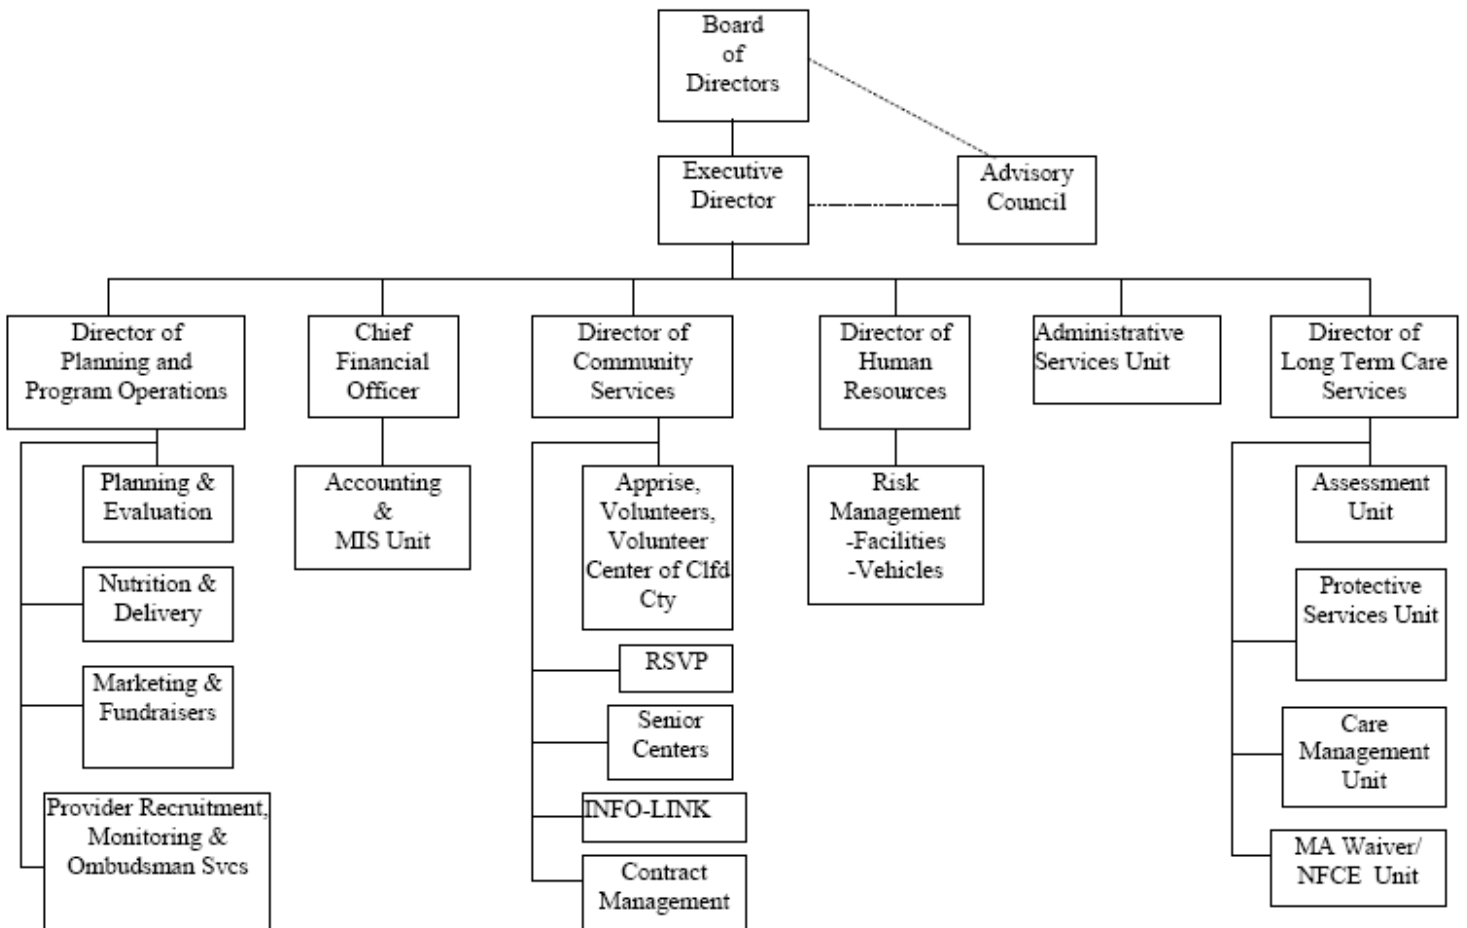 Board
of
Directors
Executive
Director
Advisory
Council
Director of
Planning and
Program Operations
Chief
Financial
Officer
Director of
Community
Services
Director of
Human
Resources
Administrative
Services Unit
Director of
Long Term Care
Services
Planning &
Evaluation
Nutrition &
Delivery
Marketing &
Fundraisers
Provider Recruitment,
Monitoring &
Ombudsman Svcs
Accounting
&
MIS Unit
Apprise,
Volunteers,
Volunteer
Center of Clfd
Cty
RSVP
Senior
Centers
INFO-LINK
Contract
Management
Risk
Management
-Facilities
-Vehicles
Assessment
Unit
Protective
Services Unit
Care
Management
Unit
MA Waiver/
NFCE Unit